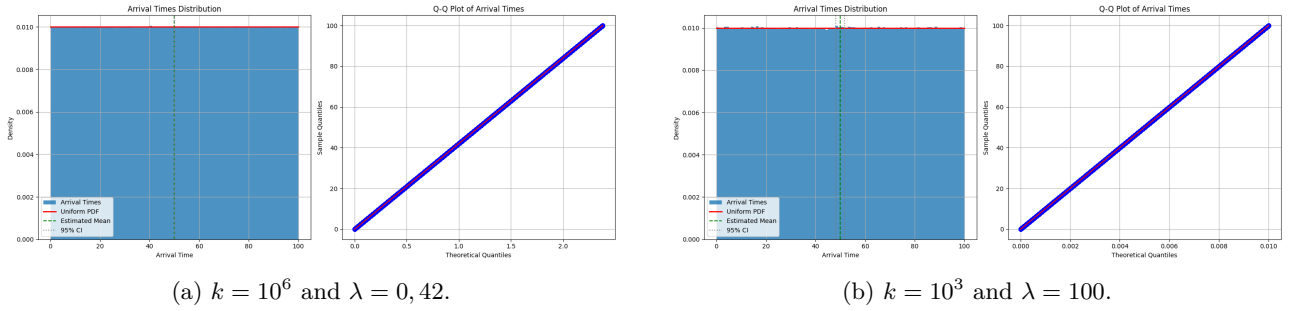 Arrival Times Distribution
Density
0.010
0.008
0.006
0.004
0.002
0.000
0 20 40 60 80 100
Arrival Time
Arrival Times
Uniform PDF
Estimated Mean
95% CI
Q-Q Plot of Arrival Times
Sample Quantiles
100
80
60
40
20
0
0.0 0.5 1.0 1.5 2.0
Theoretical Quantiles
(a) k = 10⁶ and λ = 0, 42.
Arrival Times Distribution
Density
0.010
0.008
0.006
0.004
0.002
0.000
0 20 40 60 80 100
Arrival Time
Arrival Times
Uniform PDF
Estimated Mean
95% CI
Q-Q Plot of Arrival Times
Sample Quantiles
100
80
60
40
20
0
0.000 0.002 0.004 0.006 0.008 0.010
Theoretical Quantiles
(b) k = 10³ and λ = 100.